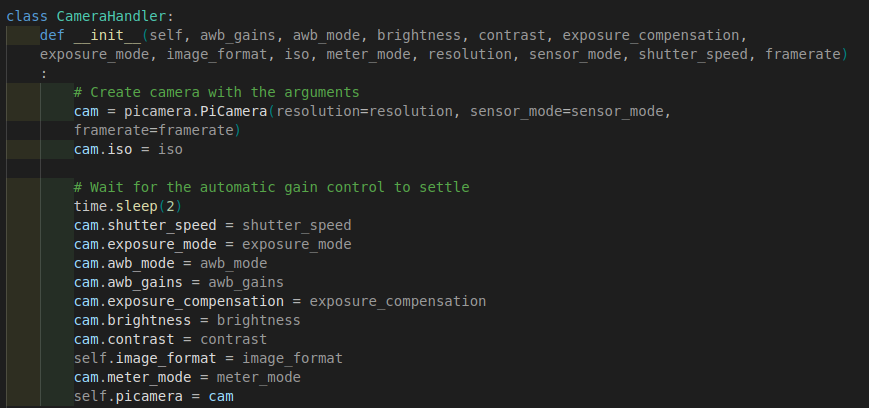 class CameraHandler:
    def __init__(self, awb_gains, awb_mode, brightness, contrast, exposure_compensation,
    exposure_mode, image_format, iso, meter_mode, resolution, sensor_mode, shutter_speed, framerate)
    :
        # Create camera with the arguments
        cam = picamera.PiCamera(resolution=resolution, sensor_mode=sensor_mode,
        framerate=framerate)
        cam.iso = iso

        # Wait for the automatic gain control to settle
        time.sleep(2)
        cam.shutter_speed = shutter_speed
        cam.exposure_mode = exposure_mode
        cam.awb_mode = awb_mode
        cam.awb_gains = awb_gains
        cam.exposure_compensation = exposure_compensation
        cam.brightness = brightness
        cam.contrast = contrast
        self.image_format = image_format
        cam.meter_mode = meter_mode
        self.picamera = cam